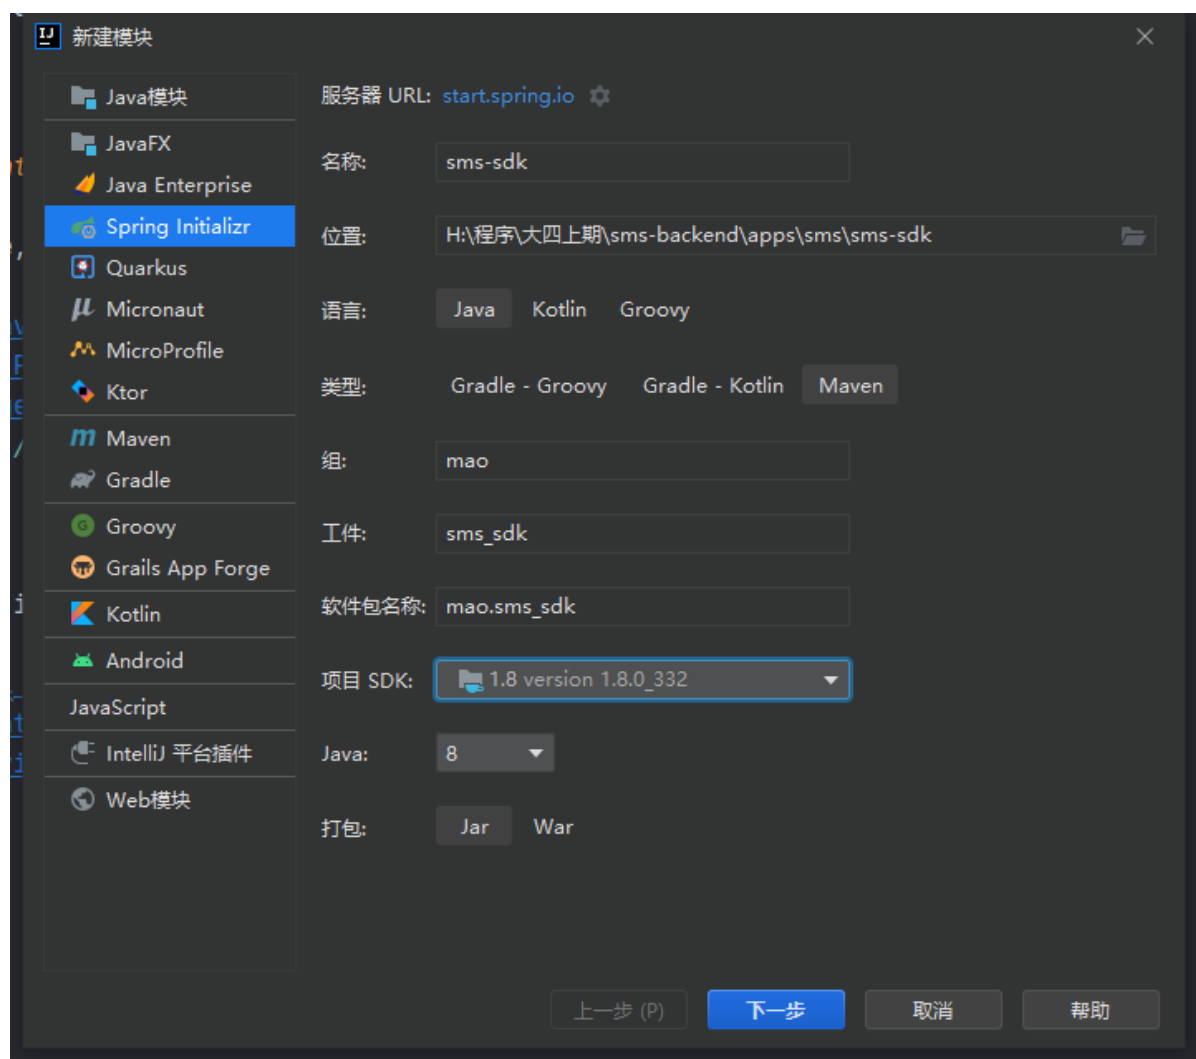 新建模块
Java模块
JavaFX
Java Enterprise
Spring Initializr
Quarkus
Micronaut
MicroProfile
Ktor
Maven
Gradle
Groovy
Grails App Forge
Kotlin
Android
JavaScript
IntelliJ 平台插件
Web模块
服务器 URL: start.spring.io
名称: sms-sdk
位置: H:\程序\大四上期\sms-backend\apps\sms\sms-sdk
语言: Java Kotlin Groovy
类型: Gradle - Groovy Gradle - Kotlin Maven
组: mao
工件: sms_sdk
软件包名称: mao.sms_sdk
项目 SDK: 1.8 version 1.8.0_332
Java: 8
打包: Jar War
上一步 (P) 下一步 取消 帮助